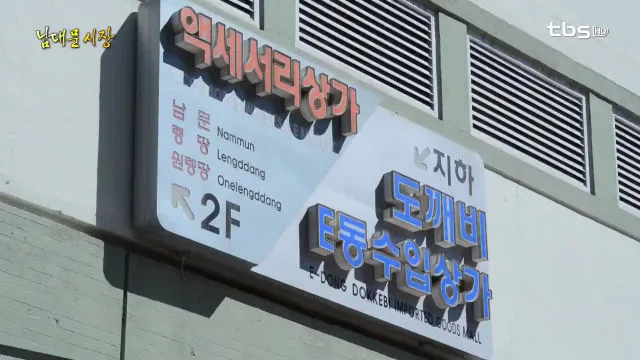 남대문 시장
tbs HD
액세서리상가
남문 Nammun
렝땅 Lengddang
원렝땅 Onelengddang
↖ 2F
↙ 지하
도깨비
E동수입상가
E-DONG DOKKEBI IMPORTED GOODS MALL